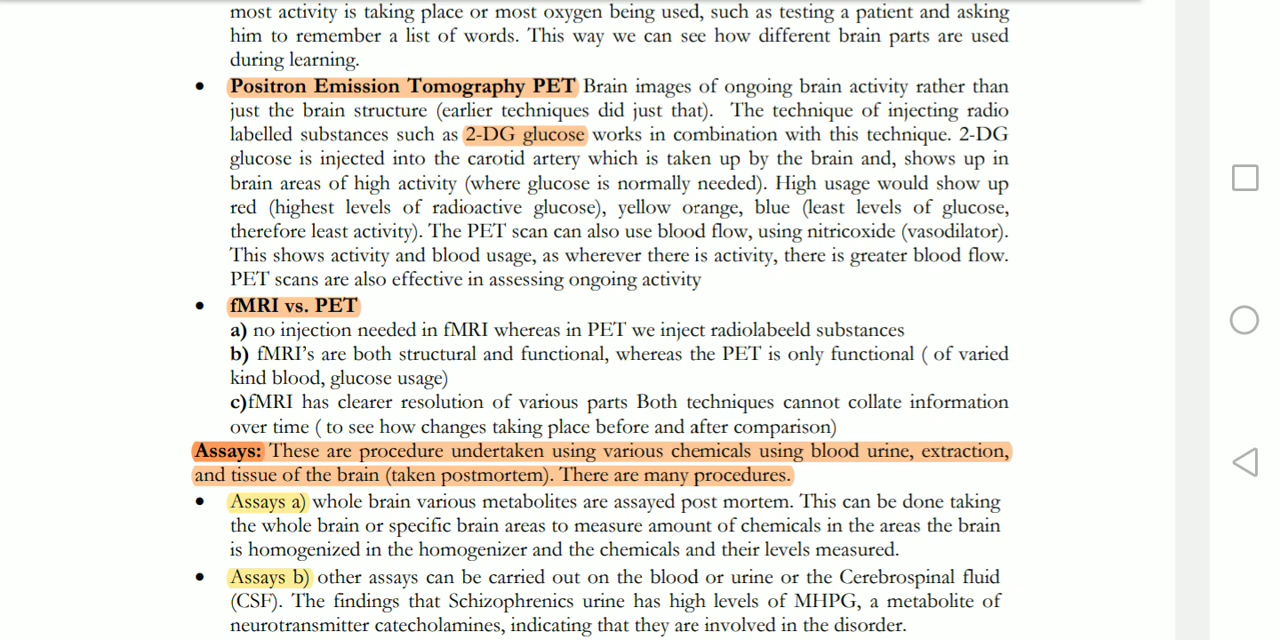 most activity is taking place or most oxygen being used, such as testing a patient and asking
him to remember a list of words. This way we can see how different brain parts are used
during learning.
• Positron Emission Tomography PET Brain images of ongoing brain activity rather than
just the brain structure (earlier techniques did just that). The technique of injecting radio
labelled substances such as 2-DG glucose works in combination with this technique. 2-DG
glucose is injected into the carotid artery which is taken up by the brain and, shows up in
brain areas of high activity (where glucose is normally needed). High usage would show up
red (highest levels of radioactive glucose), yellow orange, blue (least levels of glucose,
therefore least activity). The PET scan can also use blood flow, using nitricoxide (vasodilator).
This shows activity and blood usage, as wherever there is activity, there is greater blood flow.
PET scans are also effective in assessing ongoing activity
• fMRI vs. PET
a) no injection needed in fMRI whereas in PET we inject radiolabeeld substances
b) fMRI's are both structural and functional, whereas the PET is only functional ( of varied
kind blood, glucose usage)
c)fMRI has clearer resolution of various parts Both techniques cannot collate information
over time ( to see how changes taking place before and after comparison)
Assays: These are procedure undertaken using various chemicals using blood urine, extraction,
and tissue of the brain (taken postmortem). There are many procedures.
• Assays a) whole brain various metabolites are assayed post mortem. This can be done taking
the whole brain or specific brain areas to measure amount of chemicals in the areas the brain
is homogenized in the homogenizer and the chemicals and their levels measured.
• Assays b) other assays can be carried out on the blood or urine or the Cerebrospinal fluid
(CSF). The findings that Schizophrenics urine has high levels of MHPG, a metabolite of
neurotransmitter catecholamines, indicating that they are involved in the disorder.